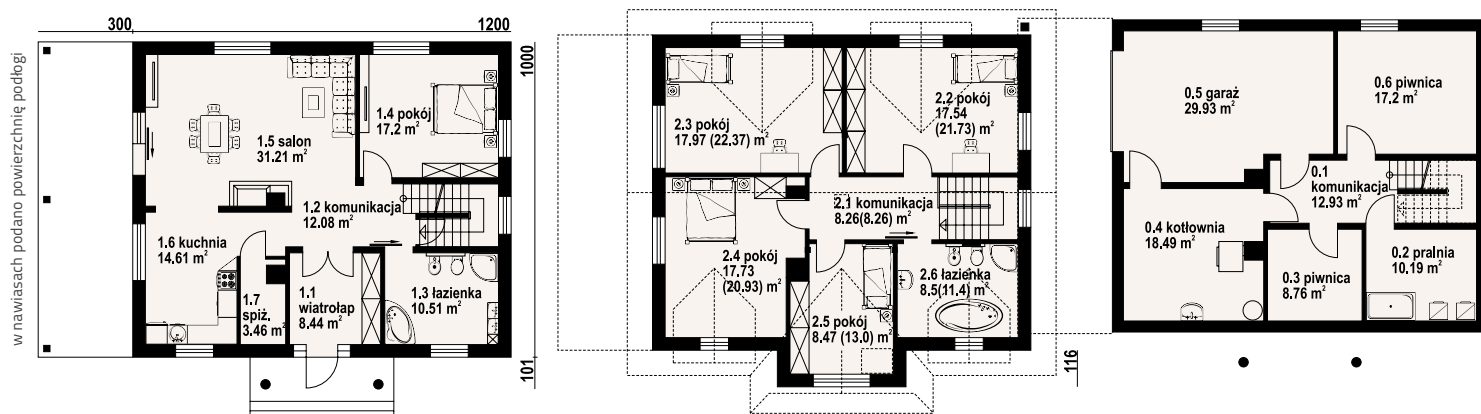 w nawiasach podano powierzchnię podłogi
300
1200
1000
101
1.5 salon
31.21 m²
1.4 pokój
17.2 m²
1.2 komunikacja
12.08 m²
1.6 kuchnia
14,61 m²
1.7
spiż.
3.46 m²
1.1
wiatrołap
8.44 m²
1.3 łazienka
10.51 m²
2.3 pokój
17,97 (22,37) m²
2.2 pokój
17.54
(21.73) m²
2.1 komunikacja
8.26(8.26) m²
2.4 pokój
17.73
(20.93) m²
2.6 łazienka
8,5(11,4) m²
2.5 pokój
8.47 (13.0) m²
116
0.5 garaż
29.93 m²
0.6 piwnica
17.2 m²
0.1
komunikacja
12.93 m²
0.4 kotłownia
18,49 m²
0.3 piwnica
8.76 m²
0.2 pralnia
10,19 m²